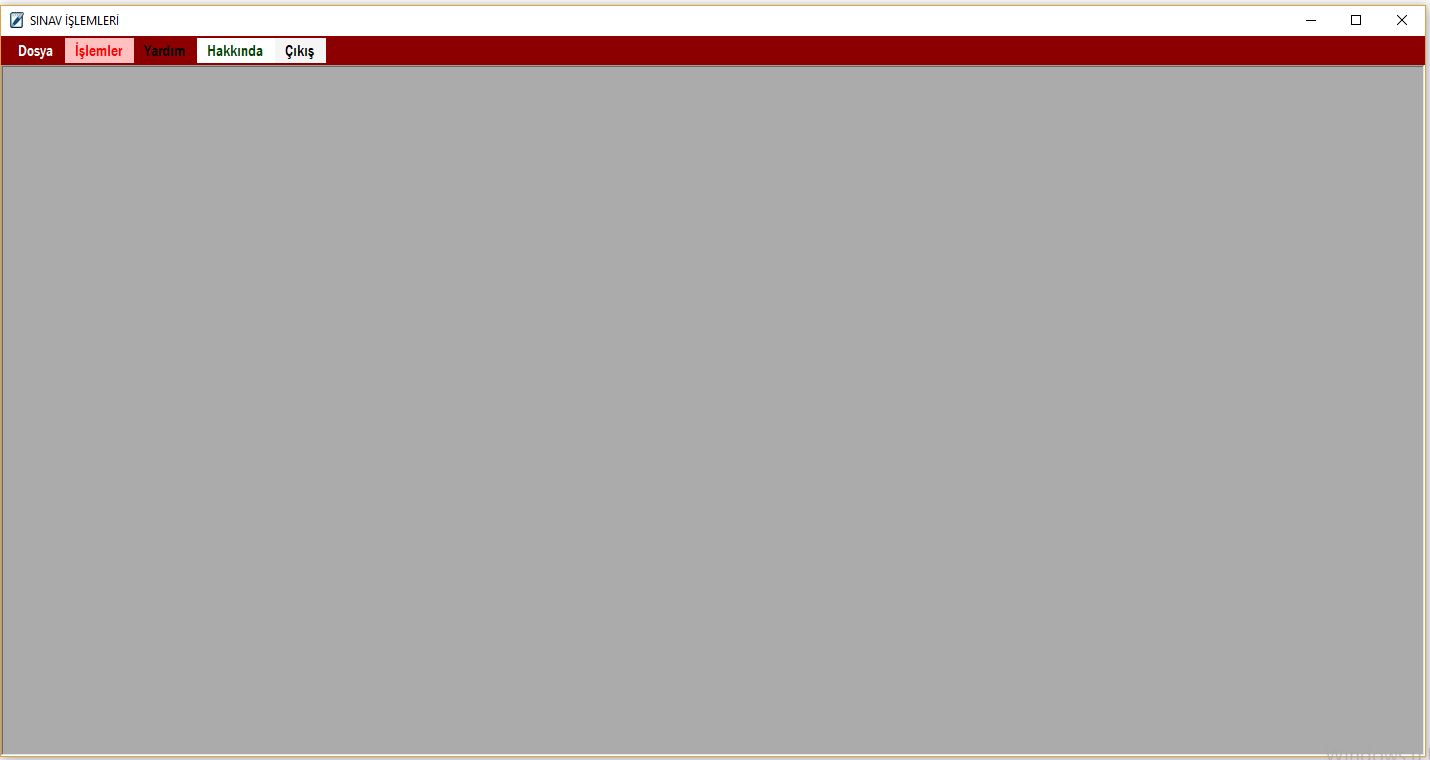 SINAV İŞLEMLERİ
Dosya İşlemler Yardım Hakkında Çıkış